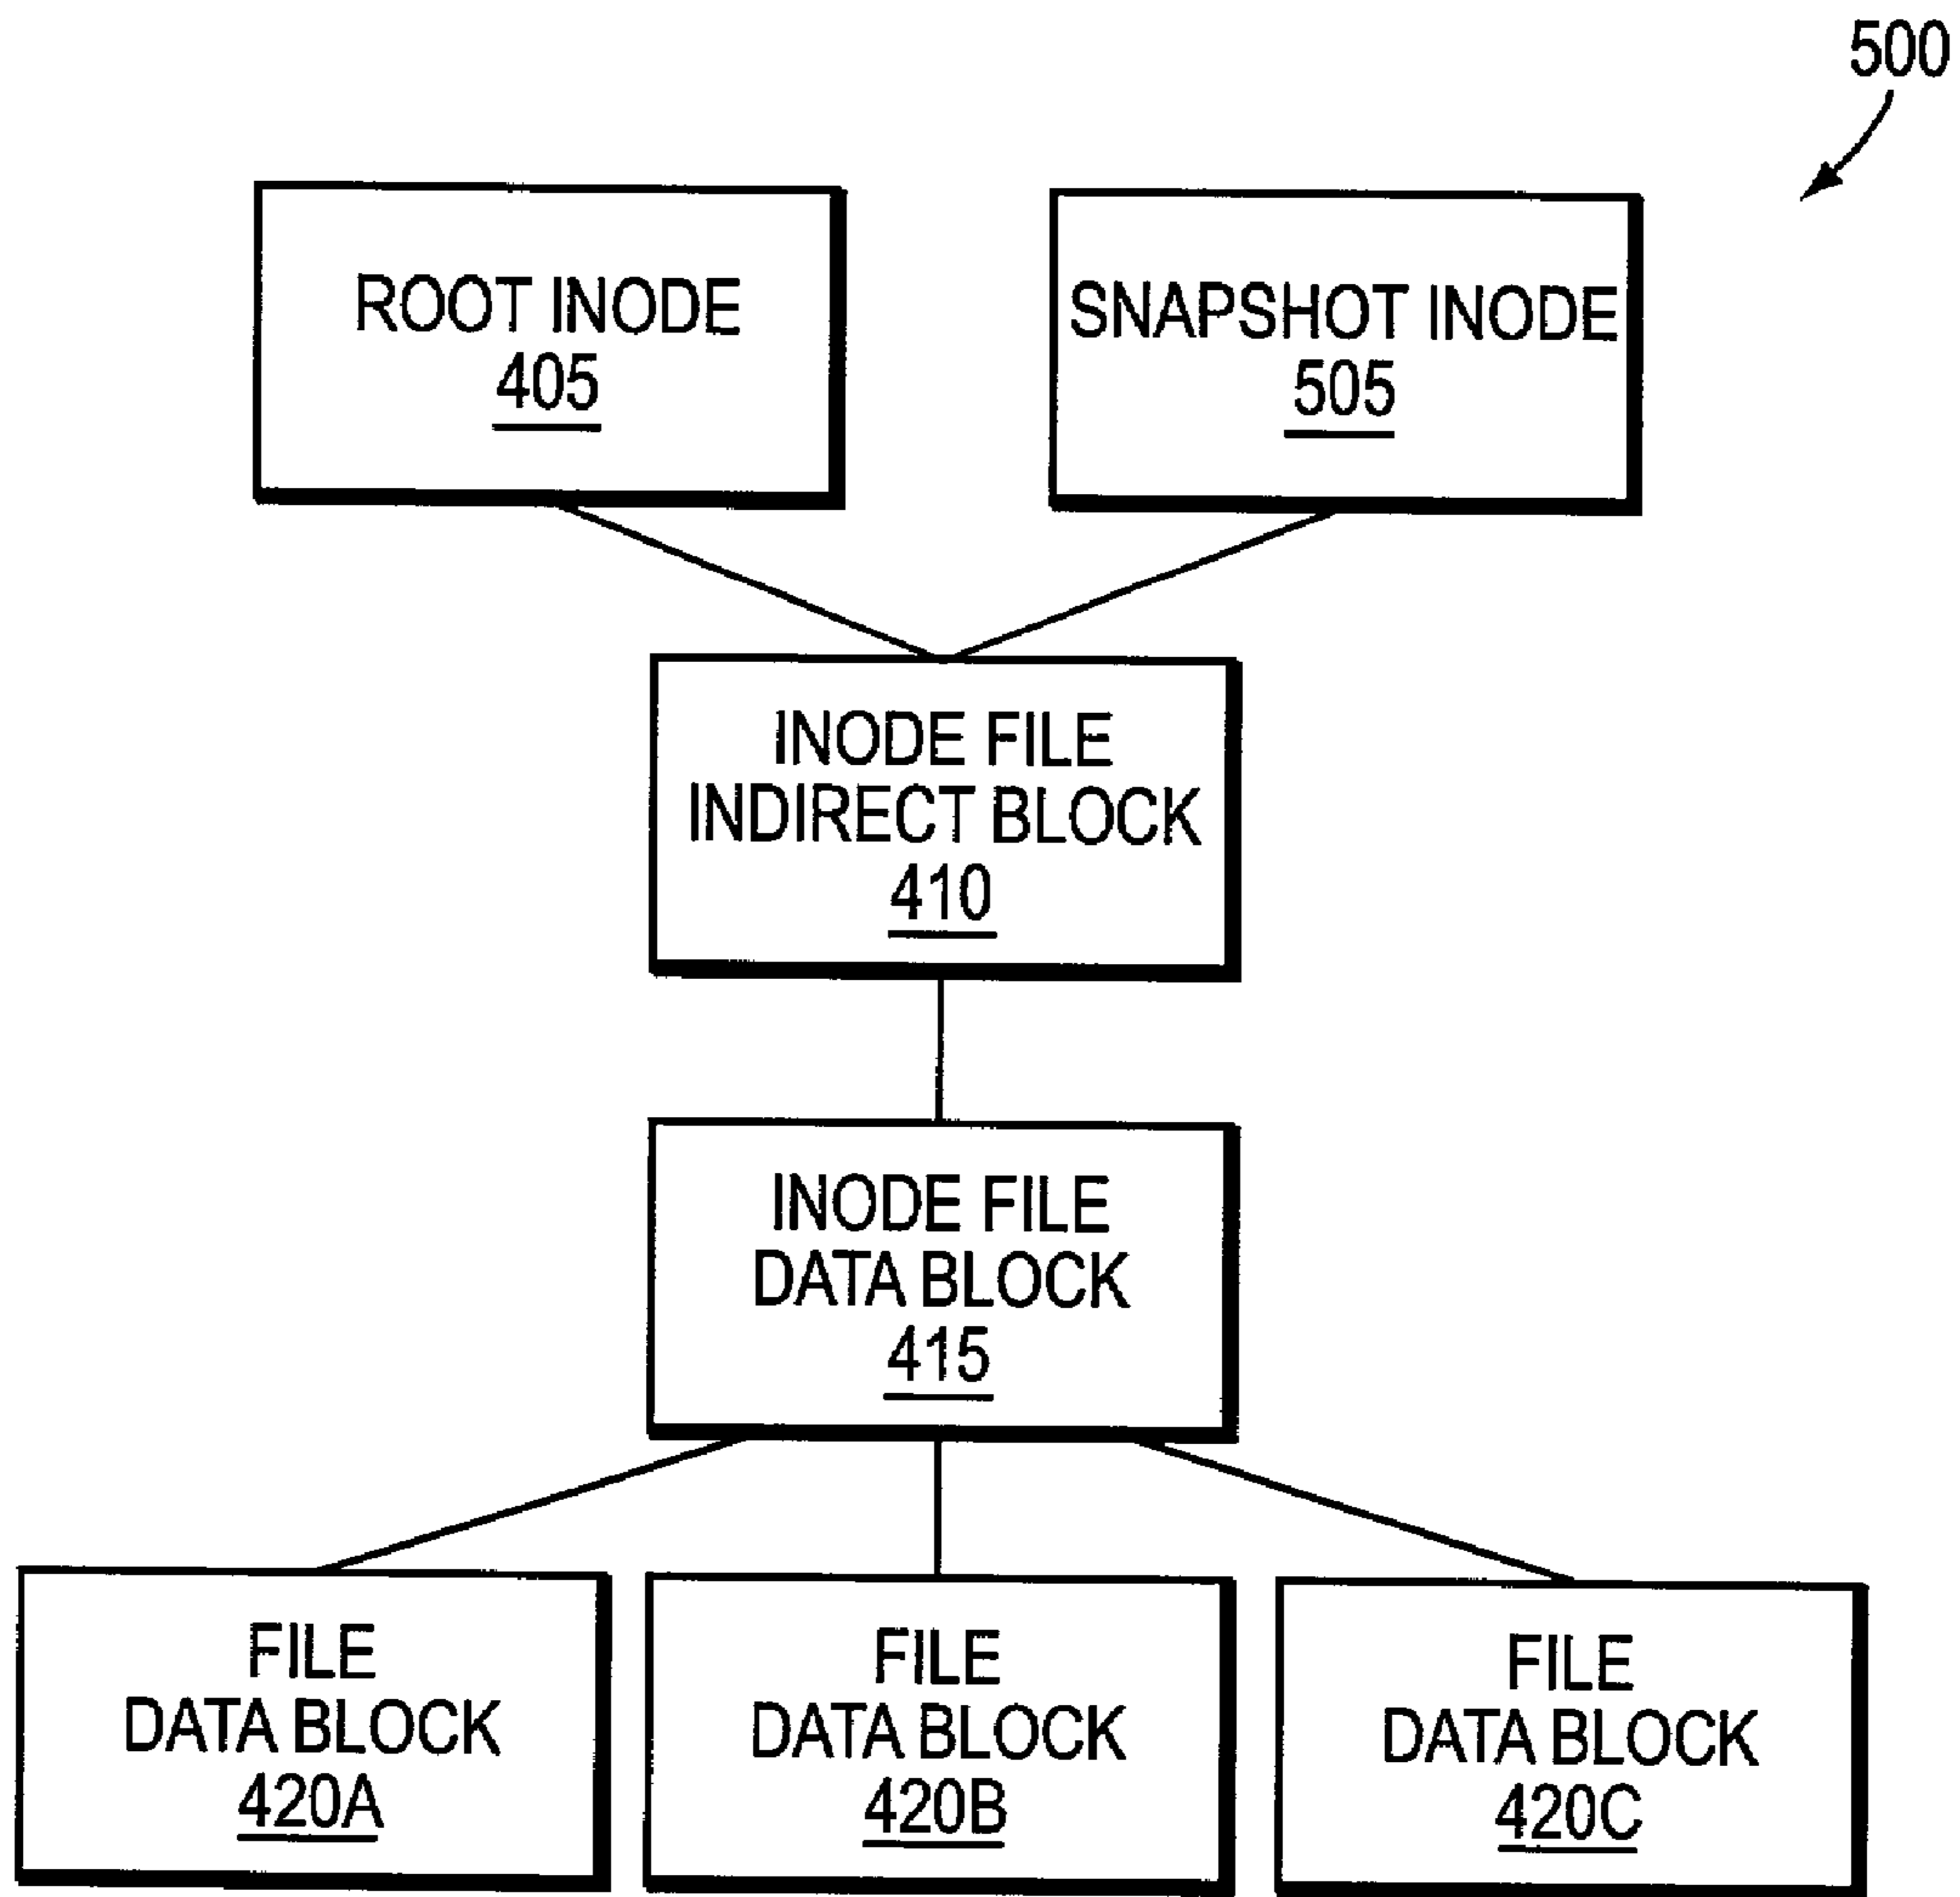 500
ROOT INODE
405
SNAPSHOT INODE
505
INODE FILE
INDIRECT BLOCK
410
INODE FILE
DATA BLOCK
415
FILE
DATA BLOCK
420A
FILE
DATA BLOCK
420B
FILE
DATA BLOCK
420C